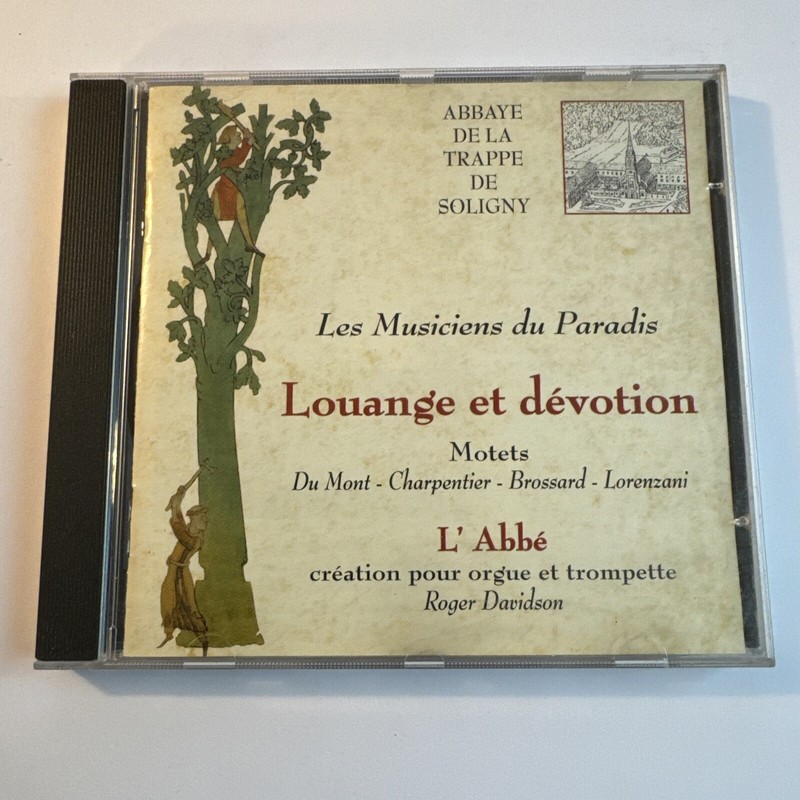 ABBAYE
DE LA
TRAPPE
DE
SOLIGNY
Les Musiciens du Paradis
Louange et dévotion
Motets
Du Mont - Charpentier - Brossard - Lorenzani
L' Abbé
création pour orgue et trompette
Roger Davidson